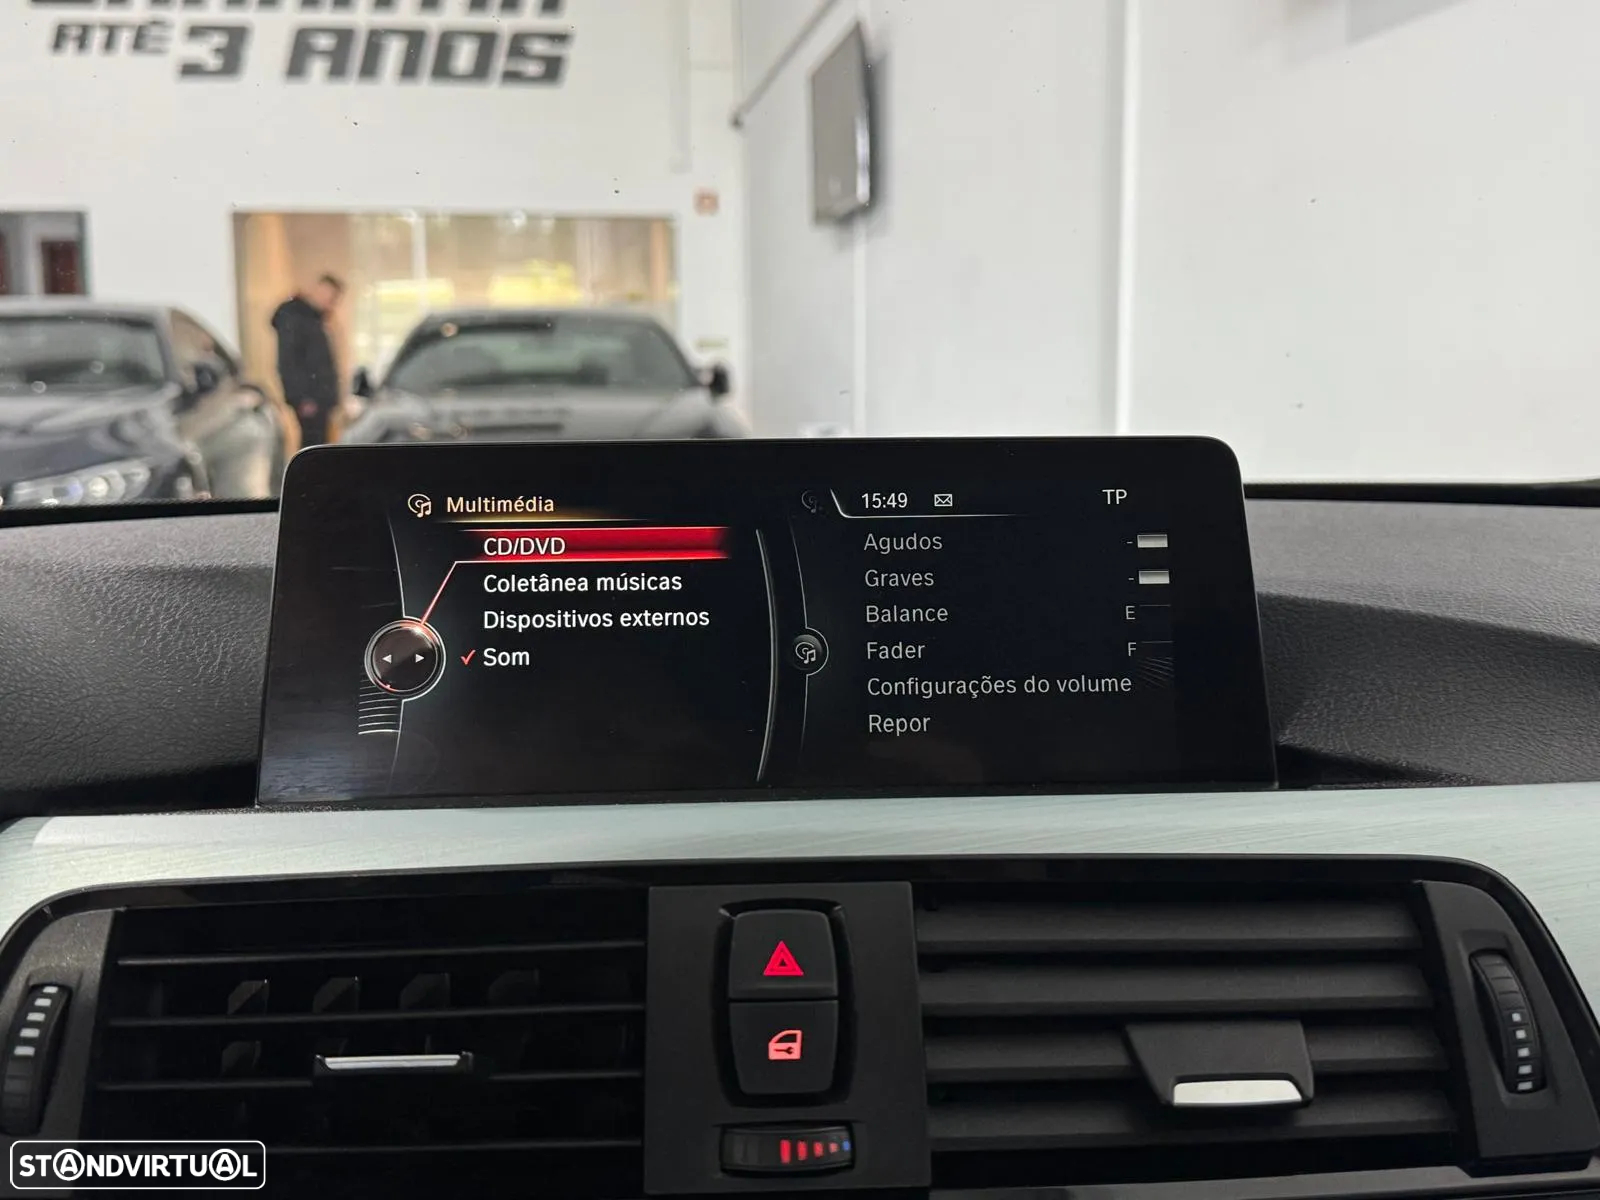 ATÉ 3 ANOS
Multimédia
CD/DVD
Coletânea músicas
Dispositivos externos
✓ Som
15:49
TP
Agudos -
Graves -
Balance E
Fader F
Configurações do volume
Repor
STANDVIRTUAL